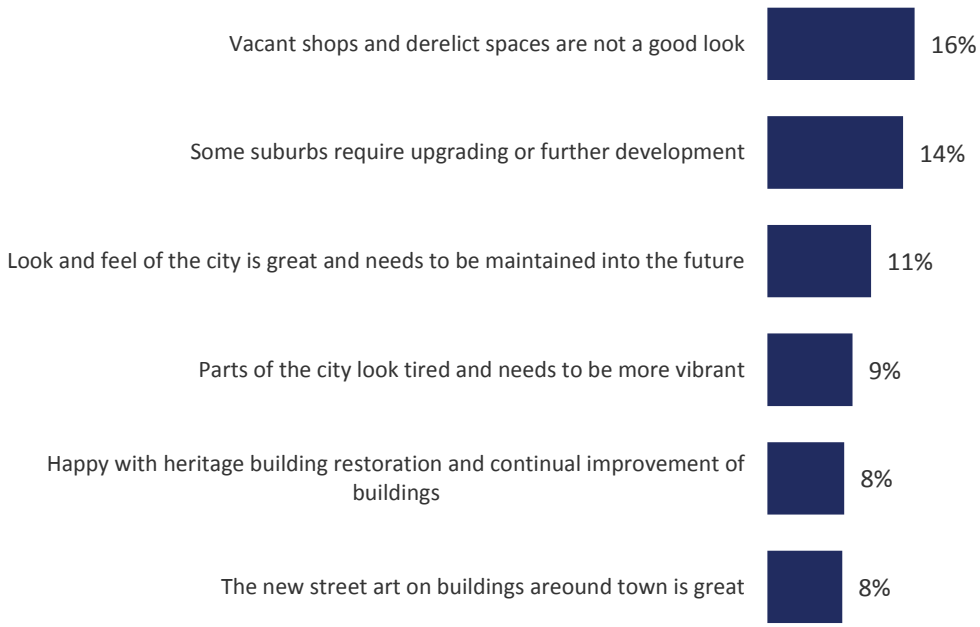 Vacant shops and derelict spaces are not a good look 16%
Some suburbs require upgrading or further development 14%
Look and feel of the city is great and needs to be maintained into the future 11%
Parts of the city look tired and needs to be more vibrant 9%
Happy with heritage building restoration and continual improvement of
buildings 8%
The new street art on buildings areound town is great 8%